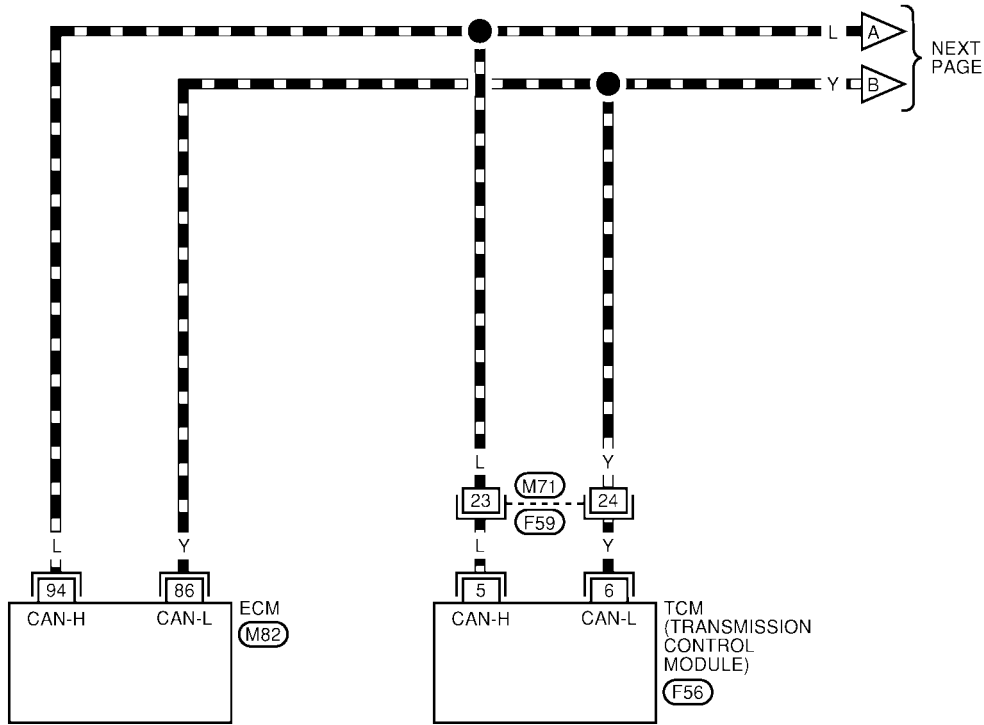 L A
NEXT
PAGE
Y B
L Y
M71
23 24
F59
L Y L Y
94 86 5 6
CAN-H CAN-L ECM CAN-H CAN-L TCM
M82 (TRANSMISSION
CONTROL
MODULE)
F56